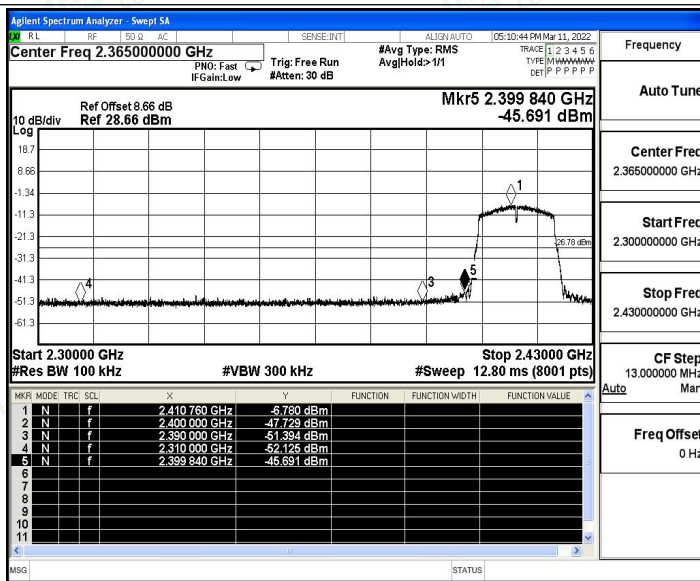 Agilent Spectrum Analyzer - Swept SA
LXI RL RF 50 Ω AC SENSE:INT ALIGN AUTO 05:10:44 PM Mar 11, 2022
Center Freq 2.365000000 GHz #Avg Type: RMS TRACE 1 2 3 4 5 6
PNO: Fast Trig: Free Run Avg|Hold:>1/1 TYPE M WWWWW
IFGain:Low #Atten: 30 dB DET P P P P P P
Mkr5 2.399 840 GHz
Ref Offset 8.66 dB
10 dB/div Ref 28.66 dBm -45.691 dBm
Log
18.7
8.66
-1.34
-11.3
-21.3
-31.3
-41.3
-51.3
-61.3
1
-26.78 dBm
4
3
5
Start 2.30000 GHz Stop 2.43000 GHz
#Res BW 100 kHz #VBW 300 kHz #Sweep 12.80 ms (8001 pts)
MKR MODE TRC SCL X Y FUNCTION FUNCTION WIDTH FUNCTION VALUE
1 N f 2.410 760 GHz -6.780 dBm
2 N f 2.400 000 GHz -47.729 dBm
3 N f 2.390 000 GHz -51.394 dBm
4 N f 2.310 000 GHz -52.125 dBm
5 N f 2.399 840 GHz -45.691 dBm
6
7
8
9
10
11
MSG STATUS
Frequency
Auto Tune
Center Freq
2.365000000 GHz
Start Freq
2.300000000 GHz
Stop Freq
2.430000000 GHz
CF Step
13.000000 MHz
Auto Man
Freq Offset
0 Hz